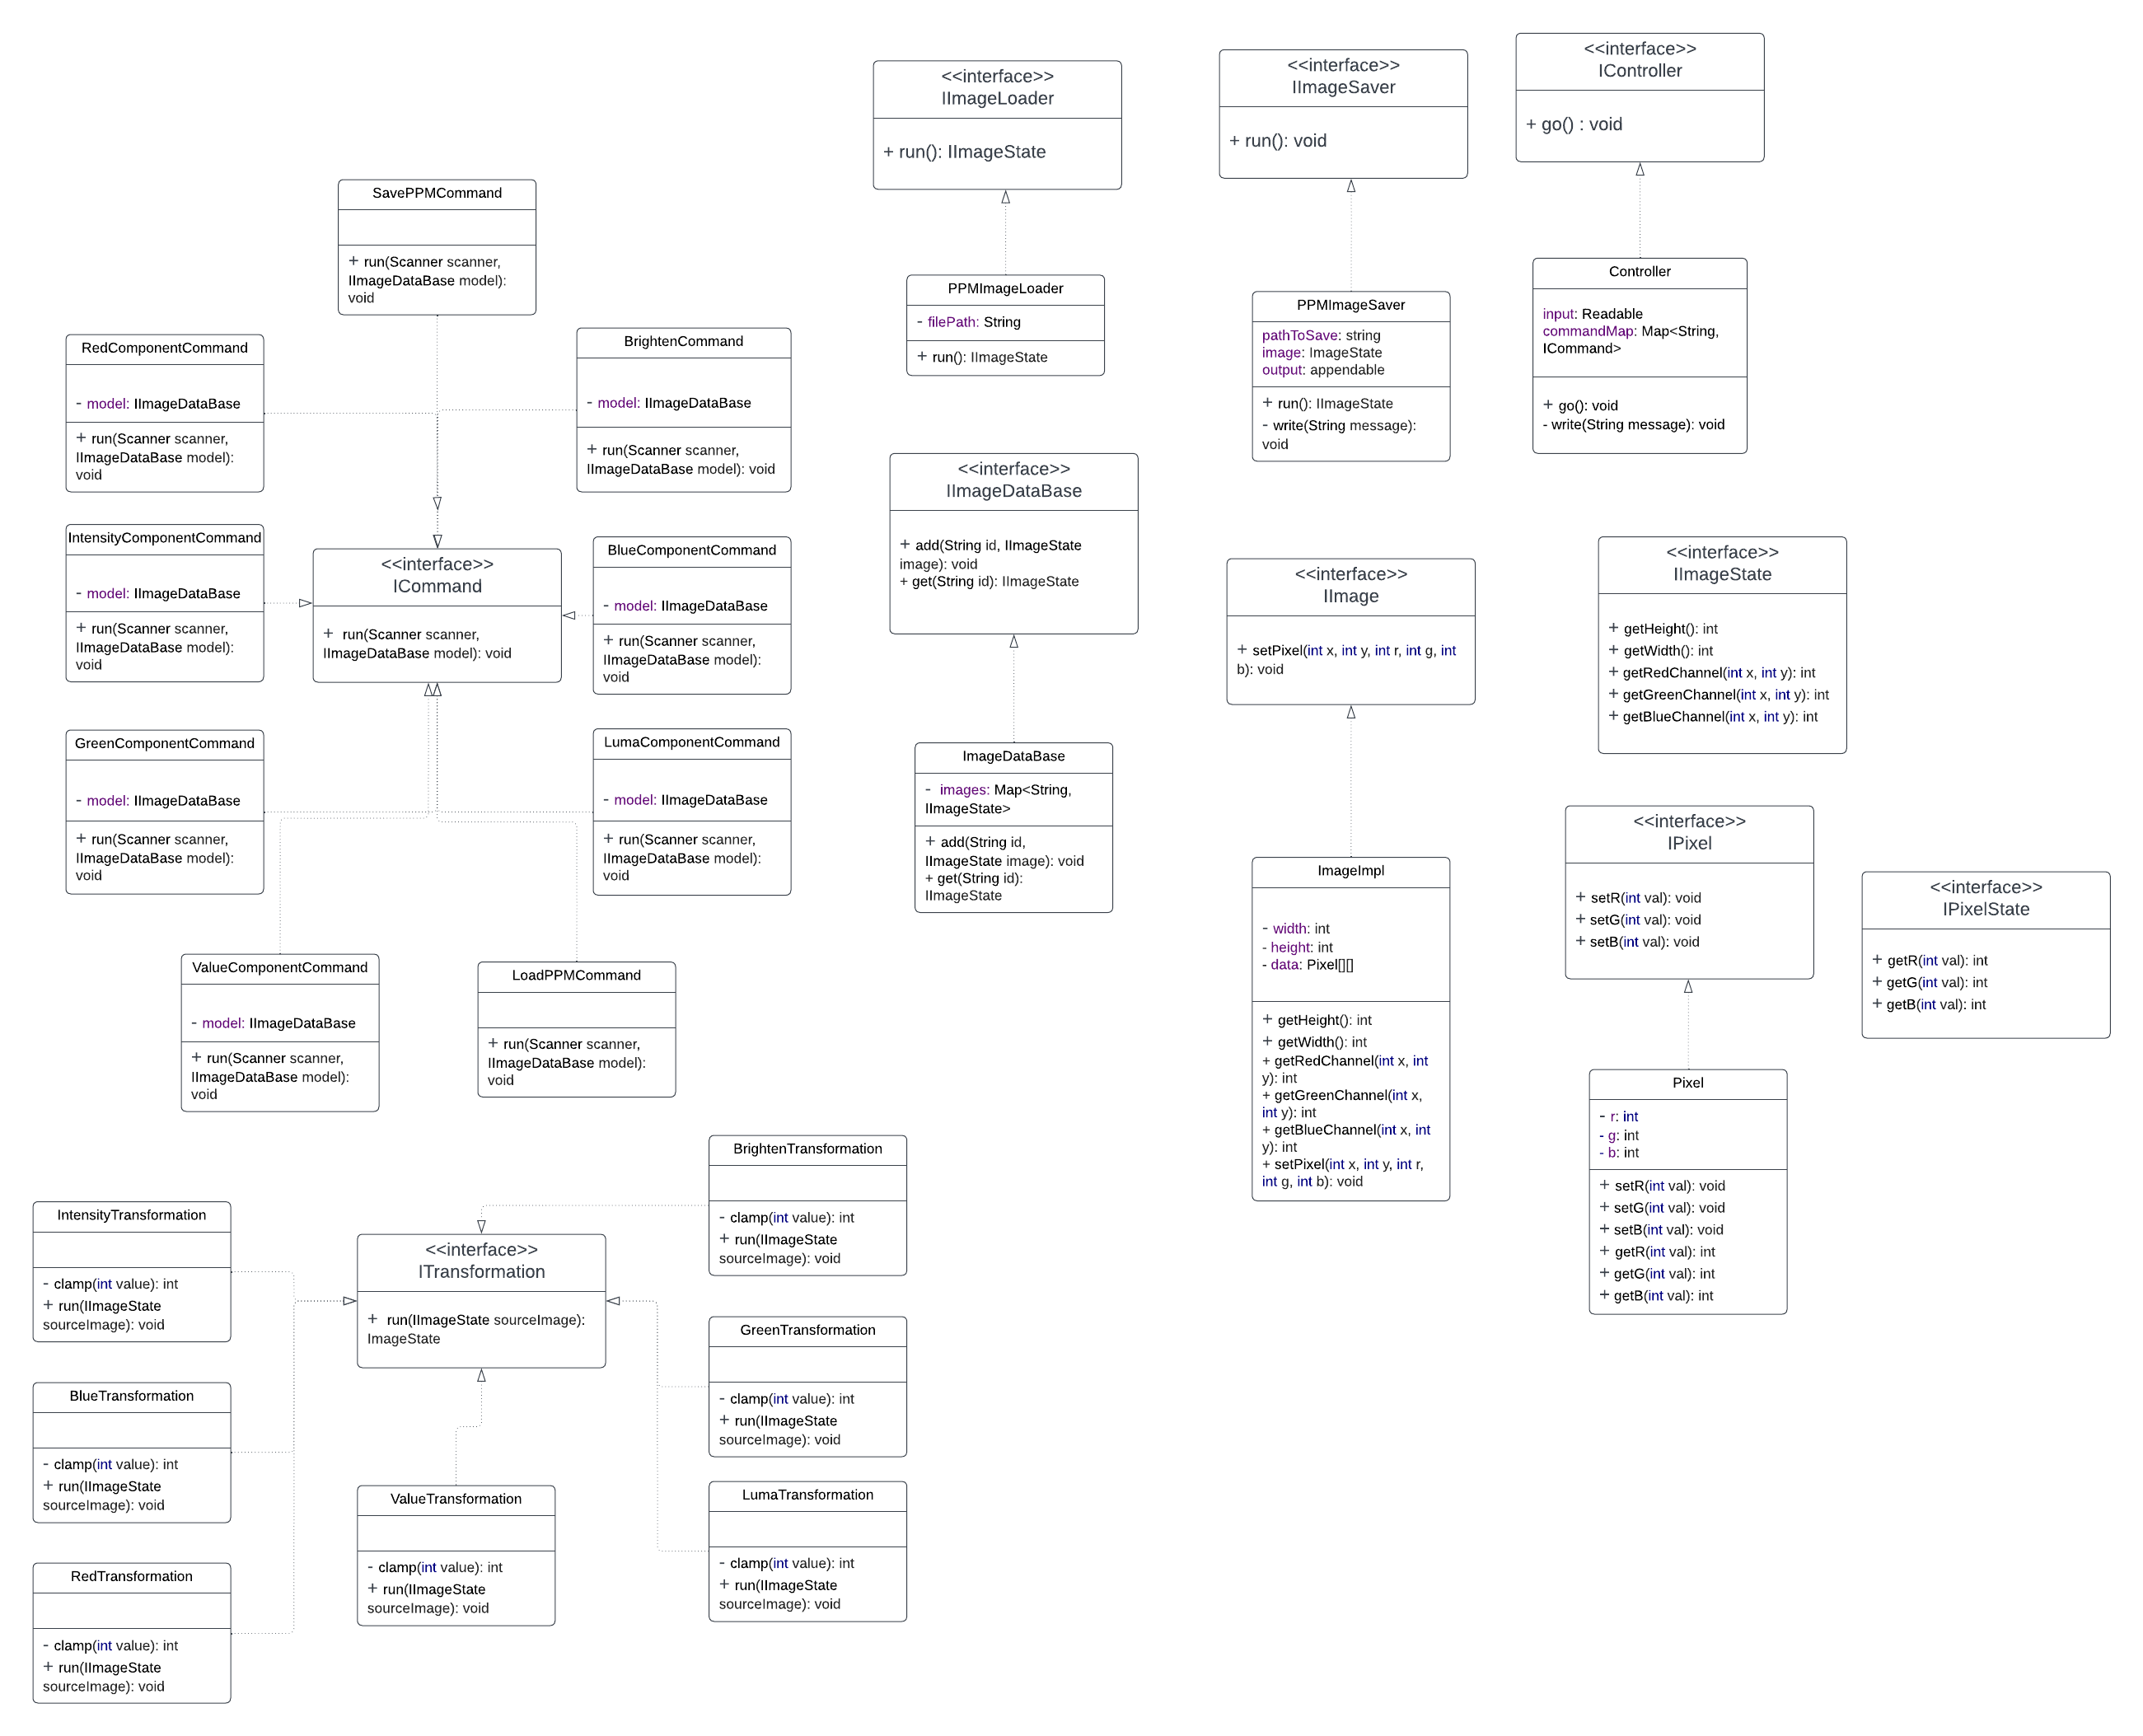 <<interface>>
IImageLoader
+ run(): IImageState
<<interface>>
IImageSaver
+ run(): void
<<interface>>
IController
+ go() : void
SavePPMCommand
+ run(Scanner scanner,
IImageDataBase model):
void
PPMImageLoader
- filePath: String
+ run(): IImageState
PPMImageSaver
pathToSave: string
image: ImageState
output: appendable
+ run(): IImageState
- write(String message):
void
Controller
input: Readable
commandMap: Map<String,
ICommand>
+ go(): void
- write(String message): void
RedComponentCommand
- model: IImageDataBase
+ run(Scanner scanner,
IImageDataBase model):
void
BrightenCommand
- model: IImageDataBase
+ run(Scanner scanner,
IImageDataBase model): void
IntensityComponentCommand
- model: IImageDataBase
+ run(Scanner scanner,
IImageDataBase model):
void
<<interface>>
ICommand
+ run(Scanner scanner,
IImageDataBase model): void
BlueComponentCommand
- model: IImageDataBase
+ run(Scanner scanner,
IImageDataBase model):
void
<<interface>>
IImageDataBase
+ add(String id, IImageState
image): void
+ get(String id): IImageState
<<interface>>
IImage
+ setPixel(int x, int y, int r, int g, int
b): void
<<interface>>
IImageState
+ getHeight(): int
+ getWidth(): int
+ getRedChannel(int x, int y): int
+ getGreenChannel(int x, int y): int
+ getBlueChannel(int x, int y): int
GreenComponentCommand
- model: IImageDataBase
+ run(Scanner scanner,
IImageDataBase model):
void
LumaComponentCommand
- model: IImageDataBase
+ run(Scanner scanner,
IImageDataBase model):
void
ImageDataBase
- images: Map<String,
IImageState>
+ add(String id,
IImageState image): void
+ get(String id):
IImageState
ImageImpl
- width: int
- height: int
- data: Pixel[][]
+ getHeight(): int
+ getWidth(): int
+ getRedChannel(int x, int
y): int
+ getGreenChannel(int x,
int y): int
+ getBlueChannel(int x, int
y): int
+ setPixel(int x, int y, int r,
int g, int b): void
<<interface>>
IPixel
+ setR(int val): void
+ setG(int val): void
+ setB(int val): void
<<interface>>
IPixelState
+ getR(int val): int
+ getG(int val): int
+ getB(int val): int
ValueComponentCommand
- model: IImageDataBase
+ run(Scanner scanner,
IImageDataBase model):
void
LoadPPMCommand
+ run(Scanner scanner,
IImageDataBase model):
void
Pixel
- r: int
- g: int
- b: int
+ setR(int val): void
+ setG(int val): void
+ setB(int val): void
+ getR(int val): int
+ getG(int val): int
+ getB(int val): int
BrightenTransformation
- clamp(int value): int
+ run(IImageState
sourceImage): void
IntensityTransformation
- clamp(int value): int
+ run(IImageState
sourceImage): void
<<interface>>
ITransformation
+ run(IImageState sourceImage):
ImageState
GreenTransformation
- clamp(int value): int
+ run(IImageState
sourceImage): void
BlueTransformation
- clamp(int value): int
+ run(IImageState
sourceImage): void
ValueTransformation
- clamp(int value): int
+ run(IImageState
sourceImage): void
LumaTransformation
- clamp(int value): int
+ run(IImageState
sourceImage): void
RedTransformation
- clamp(int value): int
+ run(IImageState
sourceImage): void